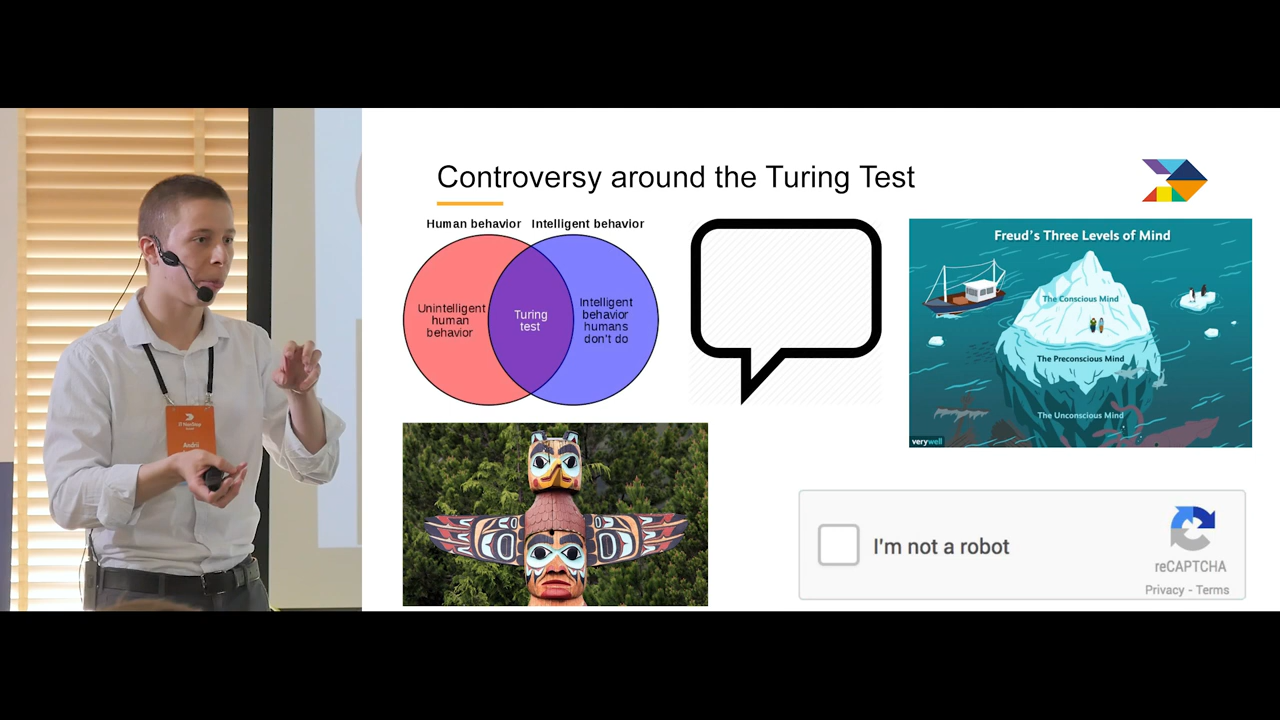 Controversy around the Turing Test
Human behavior
Intelligent behavior
Unintelligent
human
behavior
Turing
test
Intelligent
behavior
humans
don't do
Freud's Three Levels of Mind
The Conscious Mind
The Preconscious Mind
The Unconscious Mind
verywell
I'm not a robot
reCAPTCHA
Privacy - Terms
Andrii